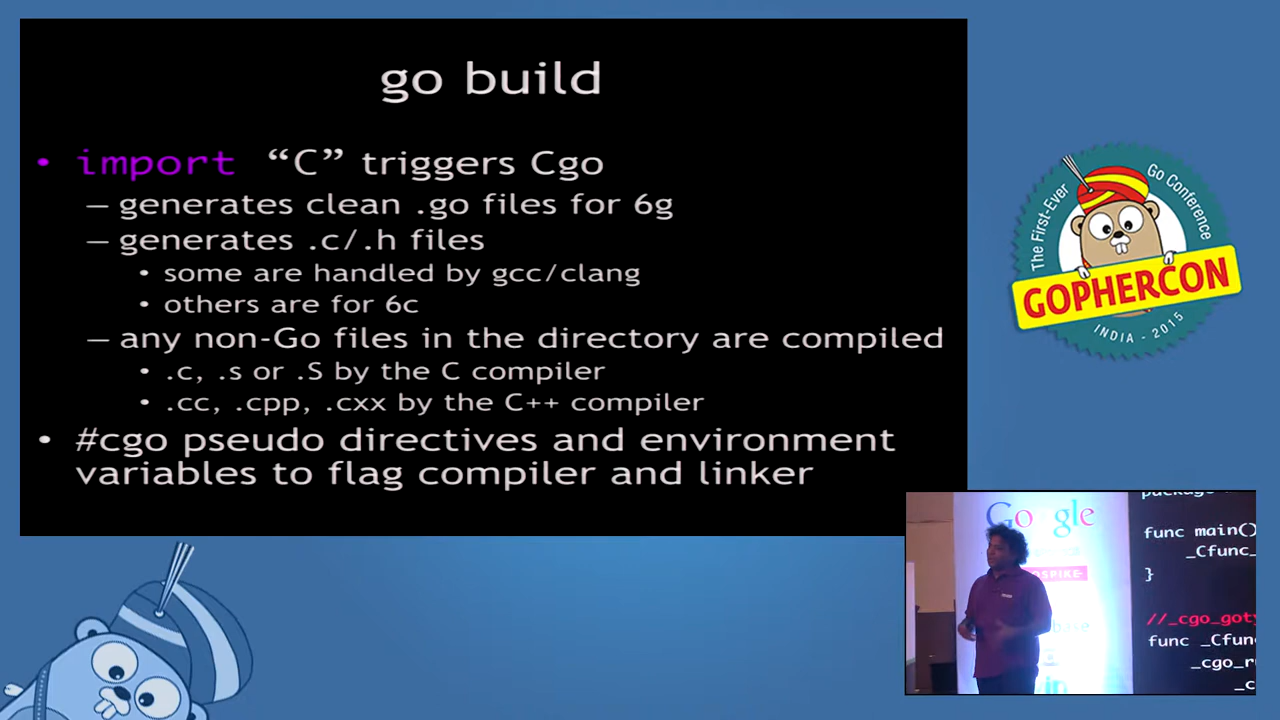 go build
• import “C” triggers Cgo
– generates clean .go files for 6g
– generates .c/.h files
• some are handled by gcc/clang
• others are for 6c
– any non-Go files in the directory are compiled
• .c, .s or .S by the C compiler
• .cc, .cpp, .cxx by the C++ compiler
• #cgo pseudo directives and environment
variables to flag compiler and linker
The First-Ever Go Conference
GOPHERCON
INDIA - 2015
Google
func main()
_Cfunc_
}
//_cgo_goty
func _Cfunc
_cgo_r
_c